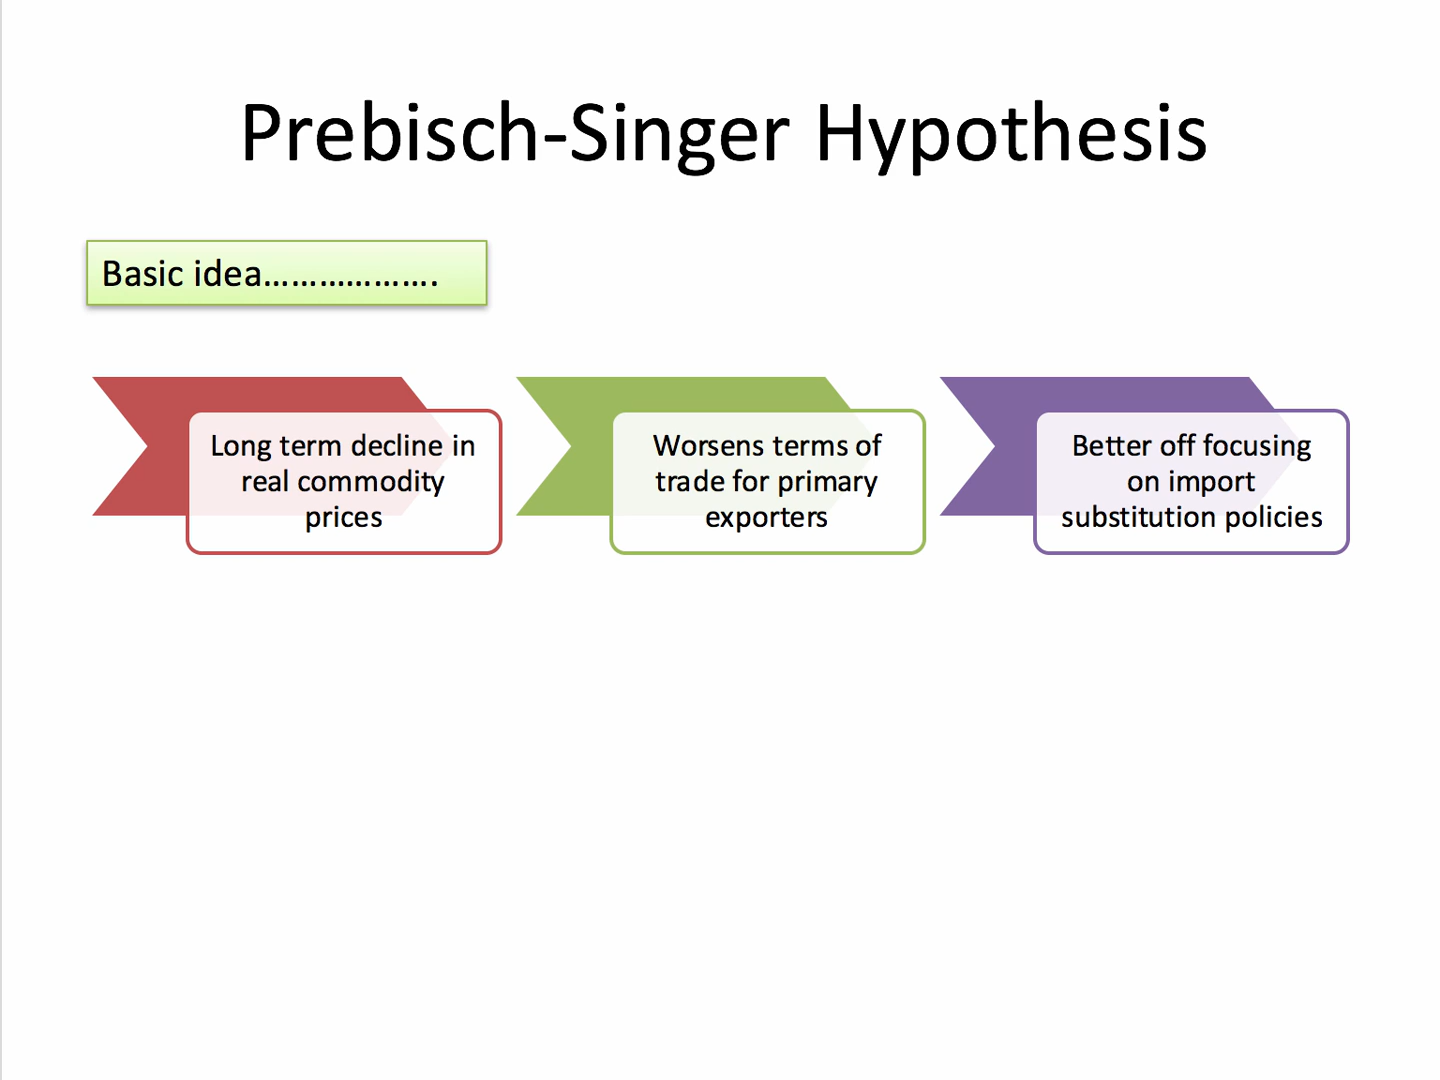 Prebisch-Singer Hypothesis
Basic idea……………….
Long term decline in
real commodity
prices
Worsens terms of
trade for primary
exporters
Better off focusing
on import
substitution policies